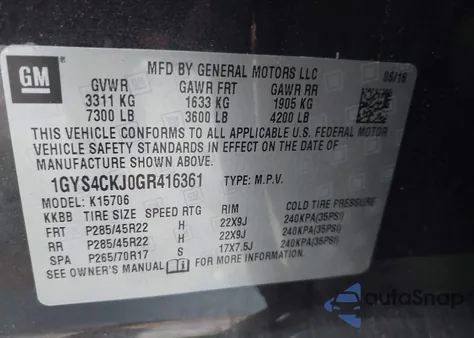 GM
MFD BY GENERAL MOTORS LLC 06/16
GVWR GAWR FRT GAWR RR
3311 KG 1633 KG 1905 KG
7300 LB 3600 LB 4200 LB
THIS VEHICLE CONFORMS TO ALL APPLICABLE U.S. FEDERAL MOTOR
VEHICLE SAFETY STANDARDS IN EFFECT ON THE DATE OF
MANUFACTURE SHOWN ABOVE.
1GYS4CKJ0GR416361 TYPE: M.P.V.
MODEL: K15706
KKBB TIRE SIZE SPEED RTG RIM COLD TIRE PRESSURE
FRT P285/45R22 H 22X9J 240KPA(35PSI)
RR P285/45R22 H 22X9J 240KPA(35PSI)
SPA P265/70R17 S 17X7.5J 240KPA(35PSI)
SEE OWNER'S MANUAL FOR MORE INFORMATION.
autoSnap